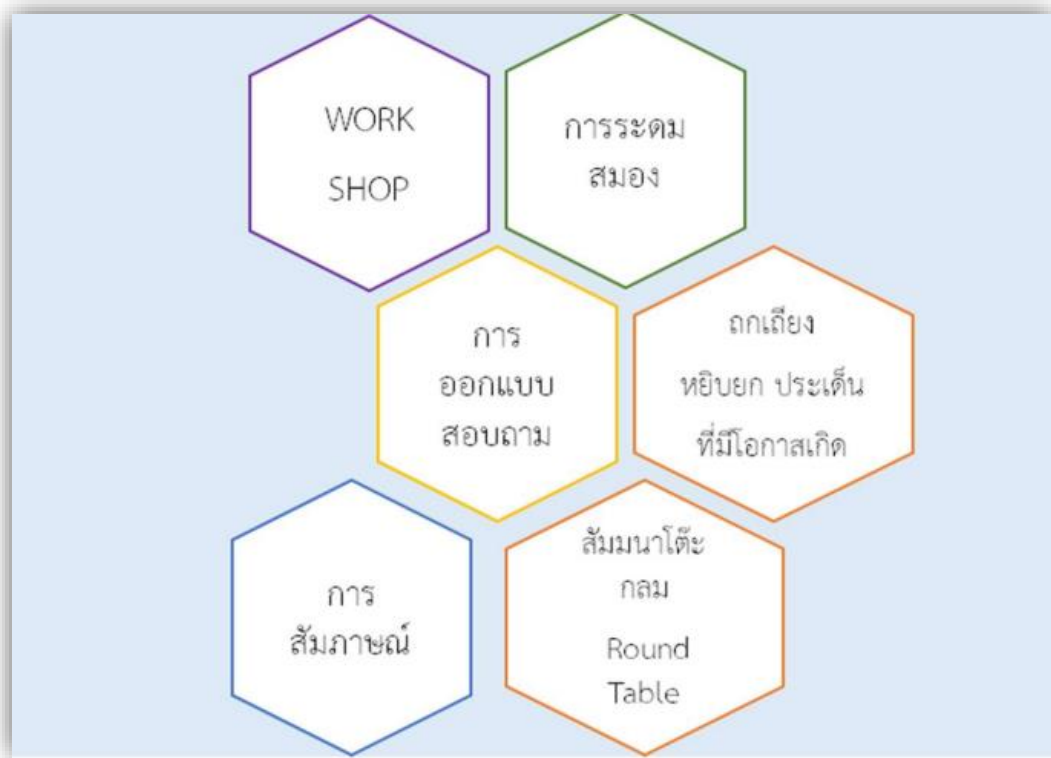 WORK
SHOP
การระดม
สมอง
การ
ออกแบบ
สอบถาม
ถกเถียง
หยิบยก ประเด็น
ที่มีโอกาสเกิด
การ
สัมภาษณ์
สัมมนาโต๊ะ
กลม
Round
Table